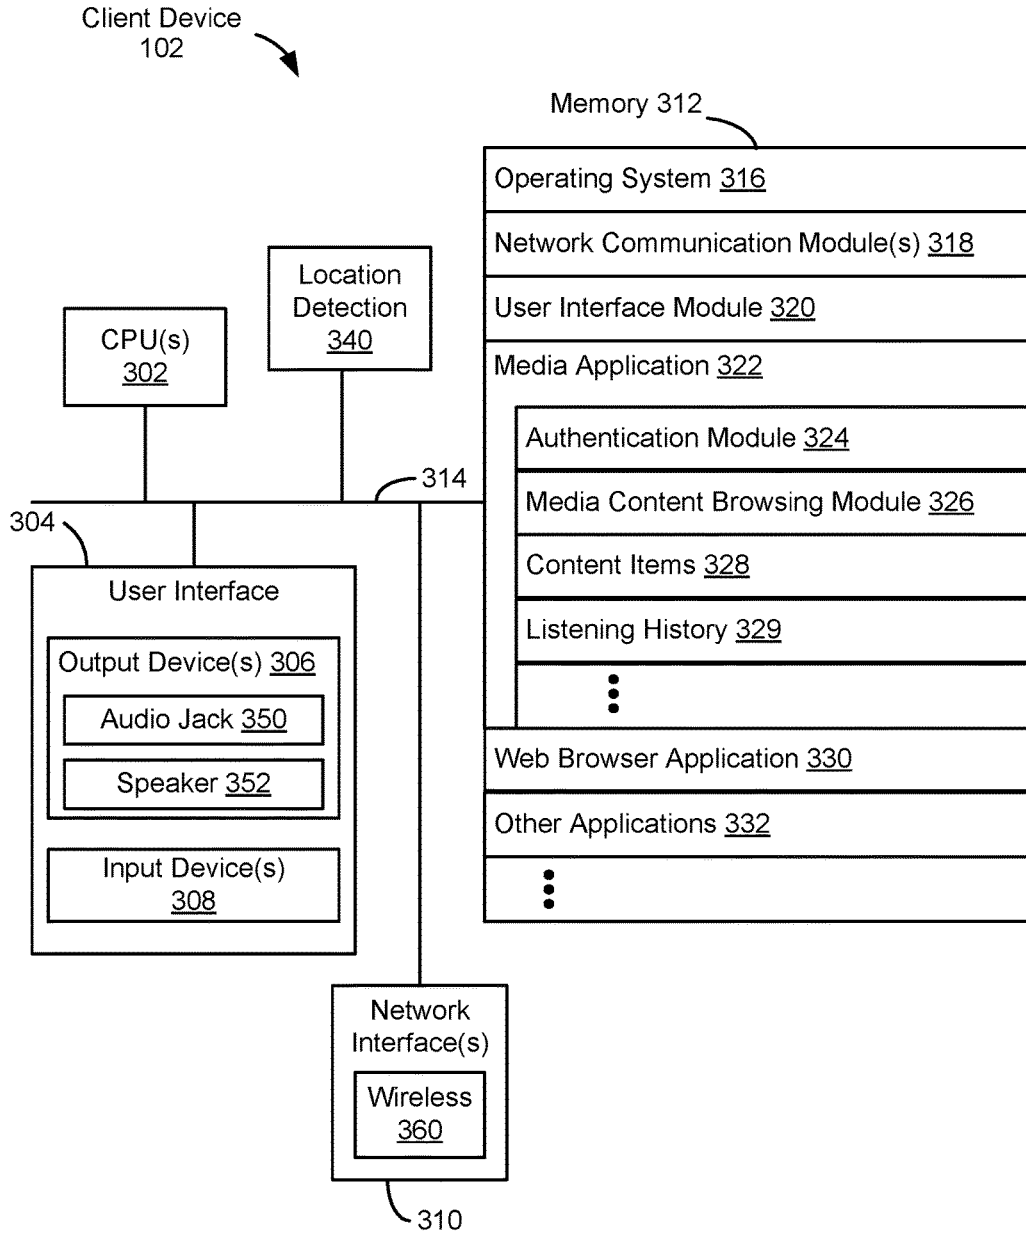 Client Device
102
Memory 312
Operating System 316
Network Communication Module(s) 318
User Interface Module 320
Media Application 322
Authentication Module 324
Media Content Browsing Module 326
Content Items 328
Listening History 329
Web Browser Application 330
Other Applications 332
Location
Detection
340
CPU(s)
302
314
304
User Interface
Output Device(s) 306
Audio Jack 350
Speaker 352
Input Device(s)
308
Network
Interface(s)
Wireless
360
310